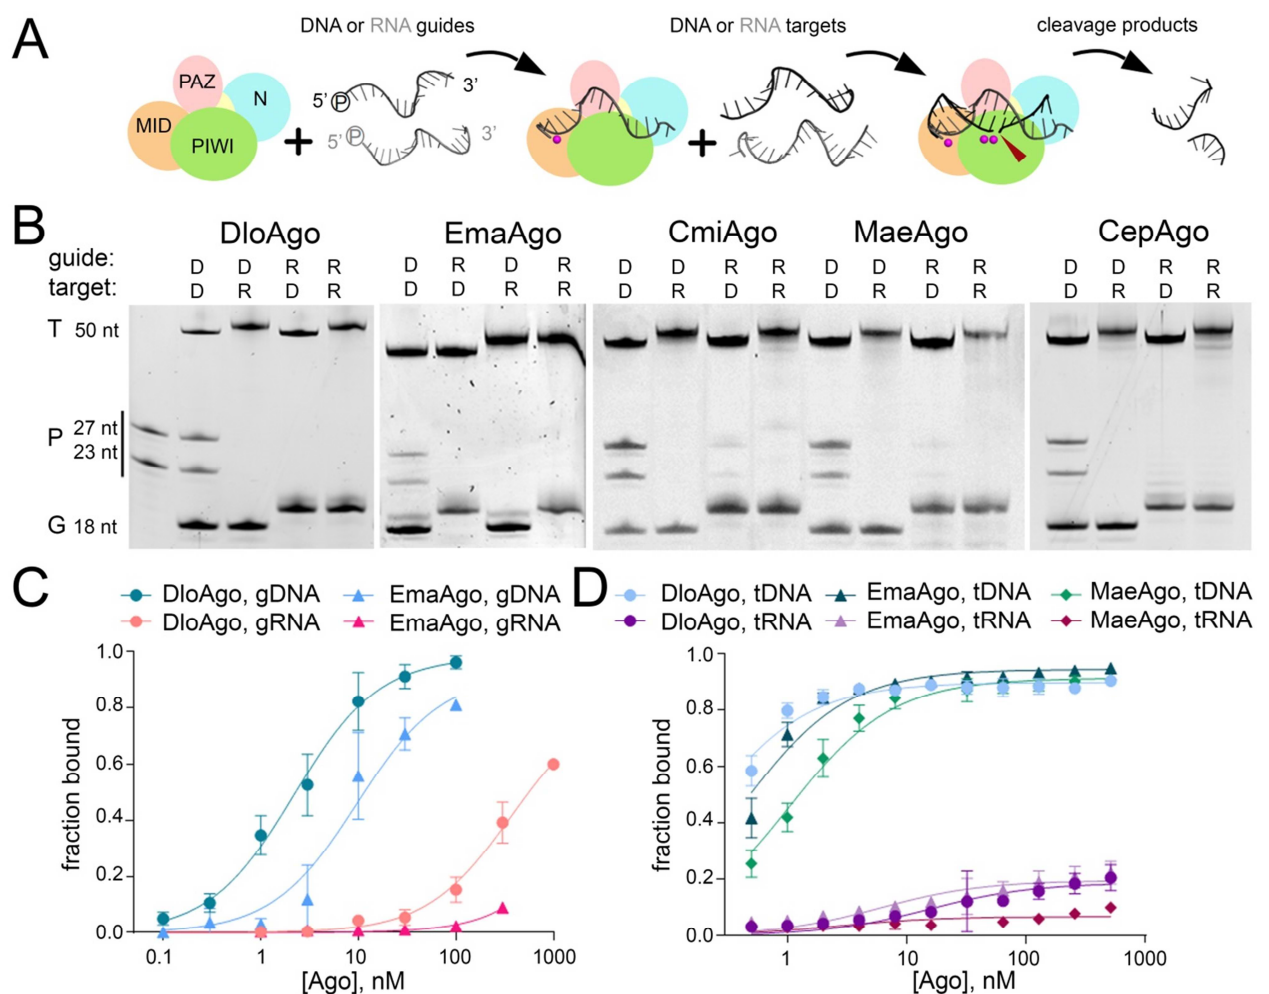 A
DNA or RNA guides
DNA or RNA targets
cleavage products
PAZ
N
MID
PIWI
5' P
3'
5' P
3'
+
+
B
DloAgo
EmaAgo
CmiAgo
MaeAgo
CepAgo
guide: D D R R D R D R D D R R D D R R D D R R
target: D R D R D D R R D R D R D R D R D R D R
T 50 nt
P 27 nt
23 nt
G 18 nt
C
DloAgo, gDNA
EmaAgo, gDNA
DloAgo, gRNA
EmaAgo, gRNA
fraction bound
1.0
0.8
0.6
0.4
0.2
0.0
0.1 1 10 100 1000
[Ago], nM
D
DloAgo, tDNA
EmaAgo, tDNA
MaeAgo, tDNA
DloAgo, tRNA
EmaAgo, tRNA
MaeAgo, tRNA
fraction bound
1.0
0.8
0.6
0.4
0.2
0.0
1 10 100 1000
[Ago], nM